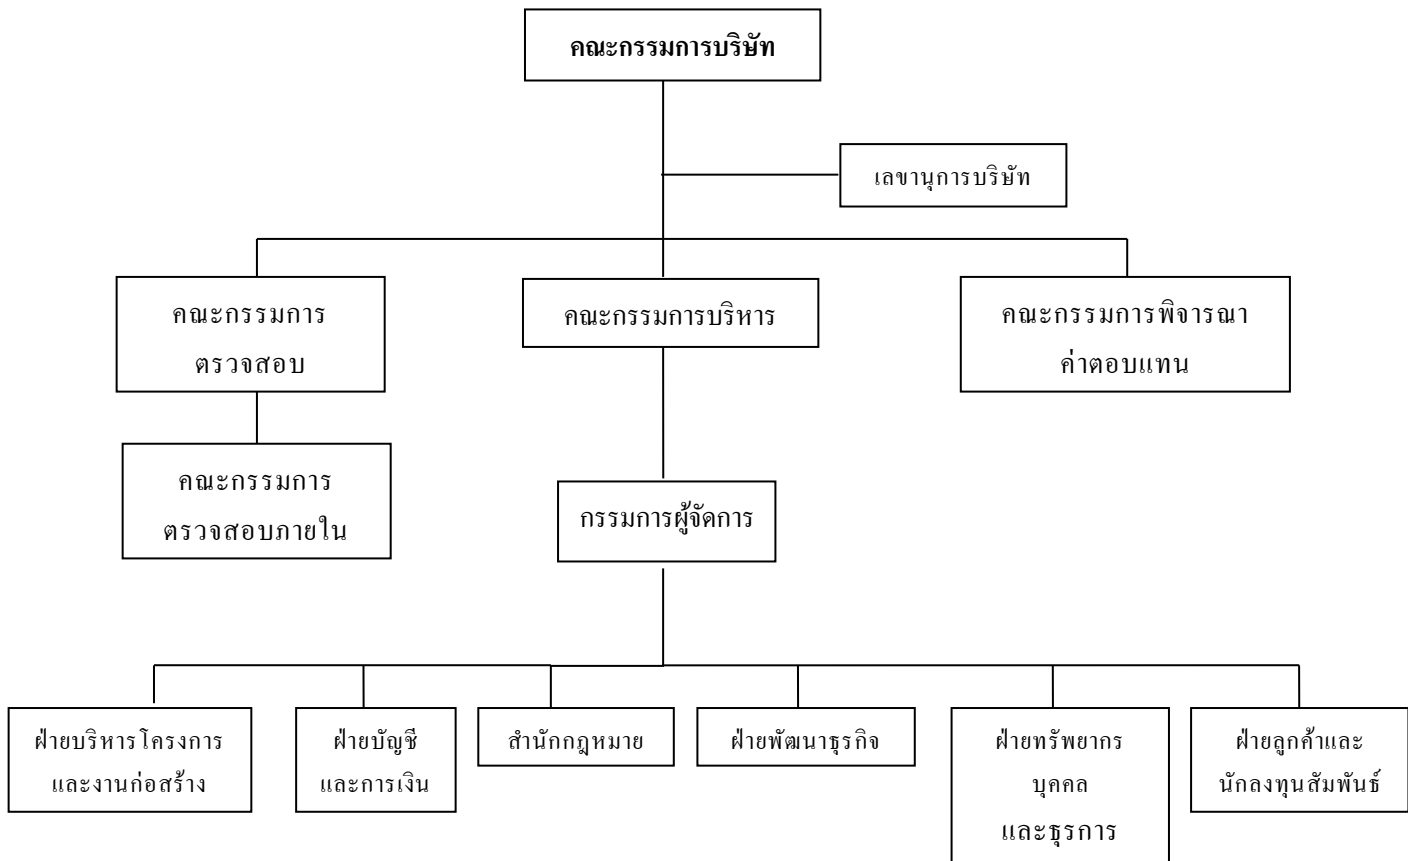 คณะกรรมการบริษัท
เลขานุการบริษัท
คณะกรรมการ
ตรวจสอบ
คณะกรรมการบริหาร
คณะกรรมการพิจารณา
ค่าตอบแทน
คณะกรรมการ
ตรวจสอบภายใน
กรรมการผู้จัดการ
ฝ่ายบริหารโครงการ
และงานก่อสร้าง
ฝ่ายบัญชี
และการเงิน
สำนักกฎหมาย
ฝ่ายพัฒนาธุรกิจ
ฝ่ายทรัพยากร
บุคคล
และธุรการ
ฝ่ายลูกค้าและ
นักลงทุนสัมพันธ์